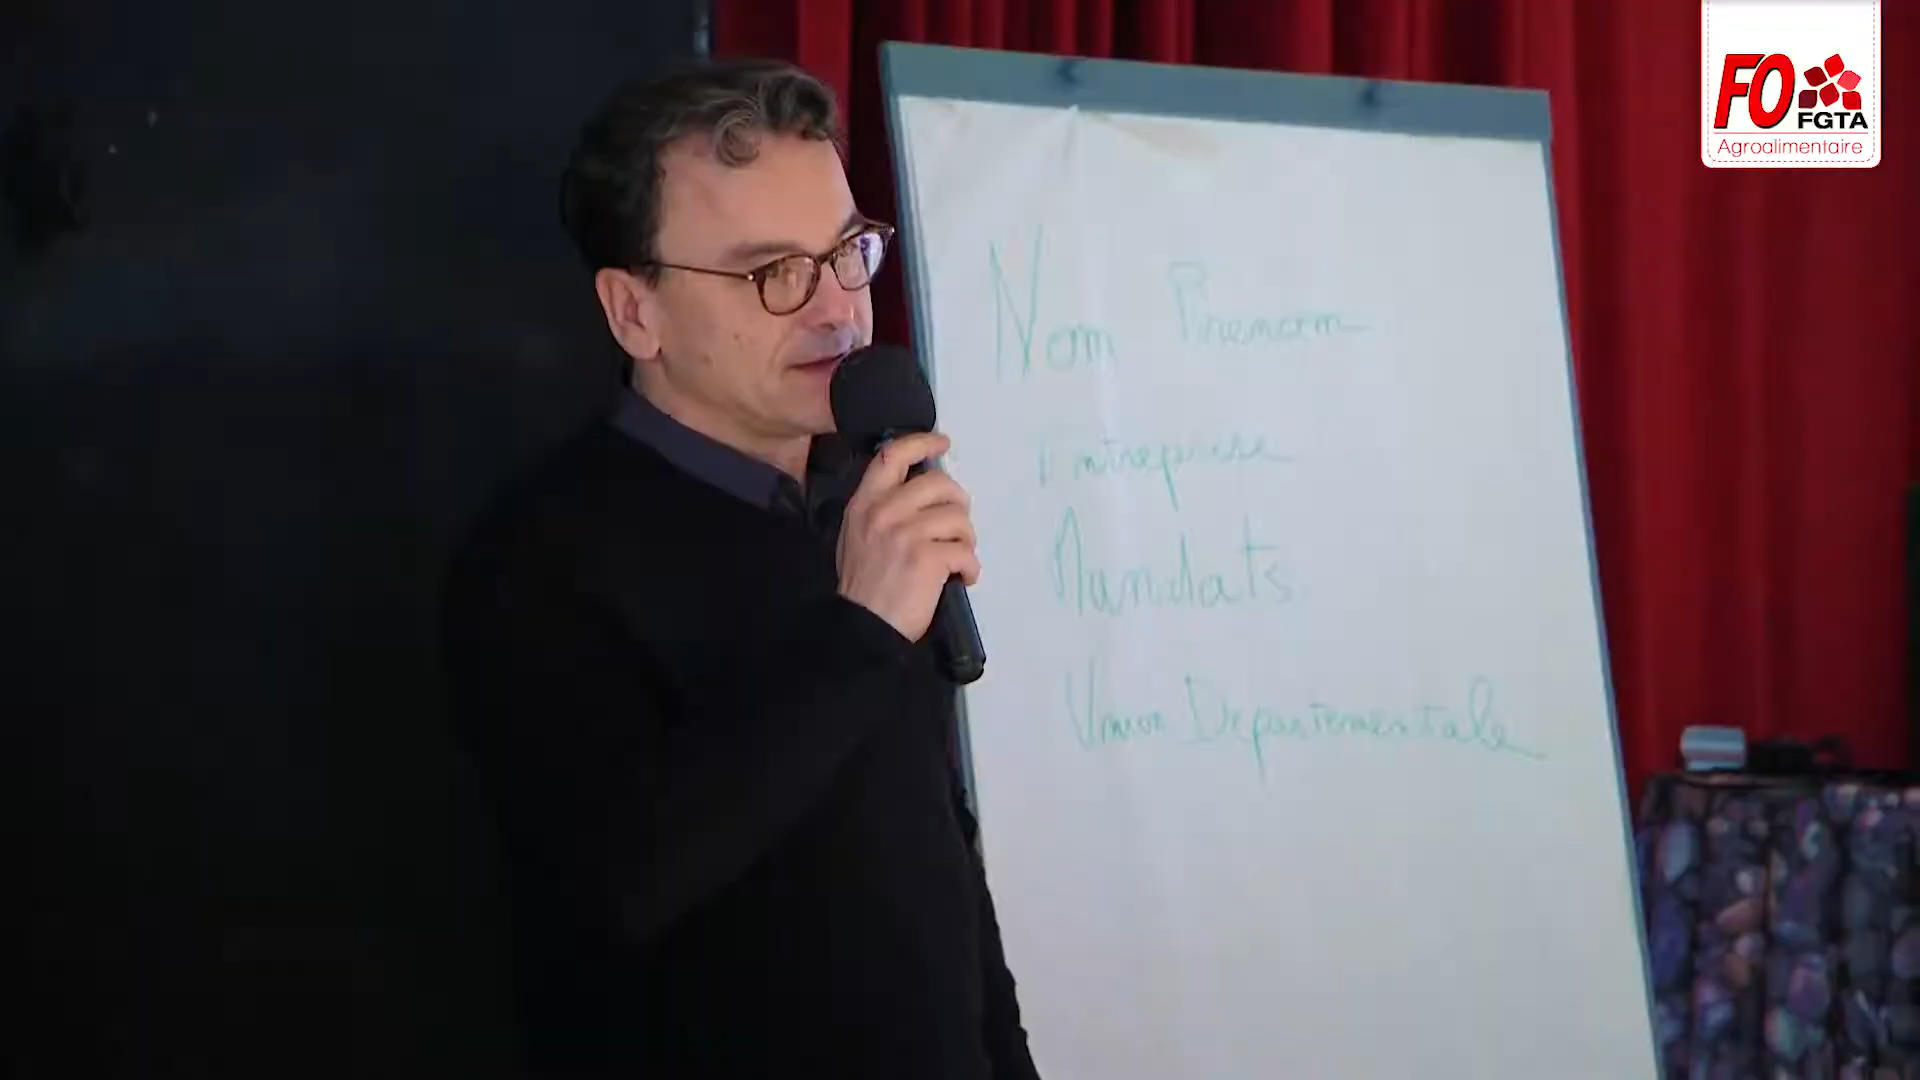 FO
FGTA
Agroalimentaire
Nom Prenom
Entreprise
Mandats
Union Departementale